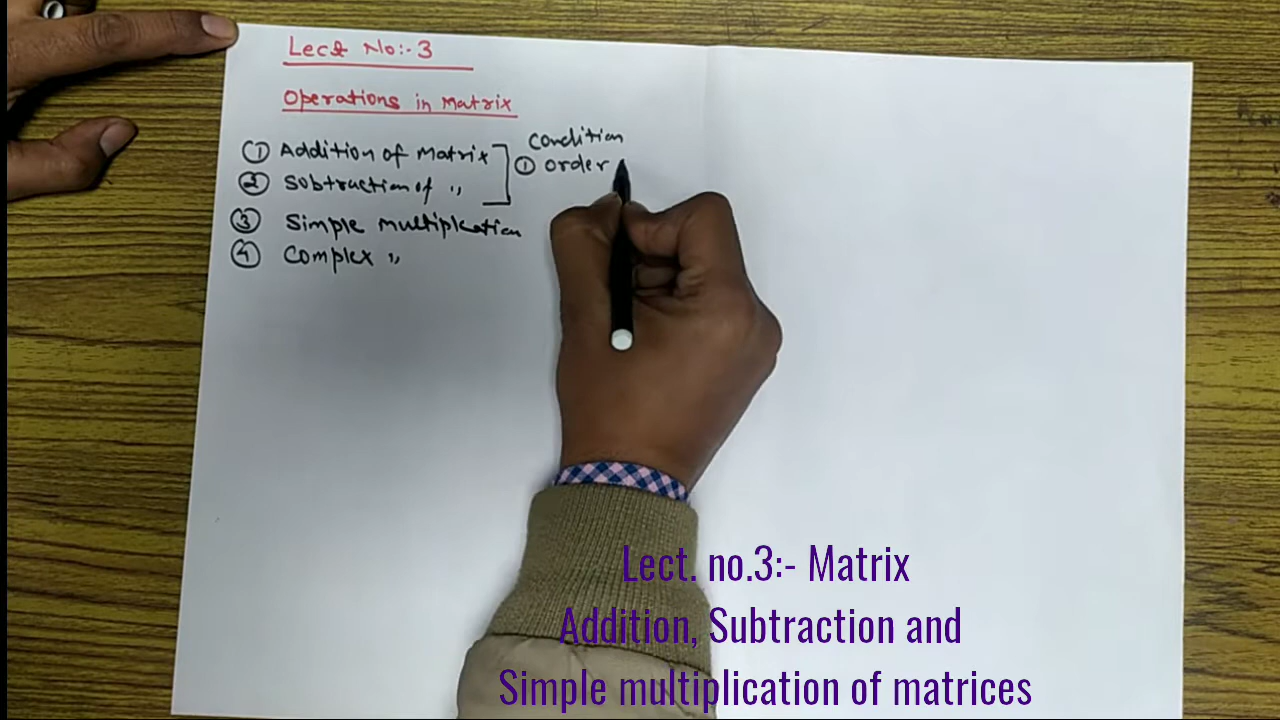 Lect No:- 3
Operations in Matrix
① Addition of Matrix
② Subtraction of ,,
③ Simple multiplication
④ Complex ,,
Condition
① order
Lect. no.3:- Matrix
Addition, Subtraction and
Simple multiplication of matrices